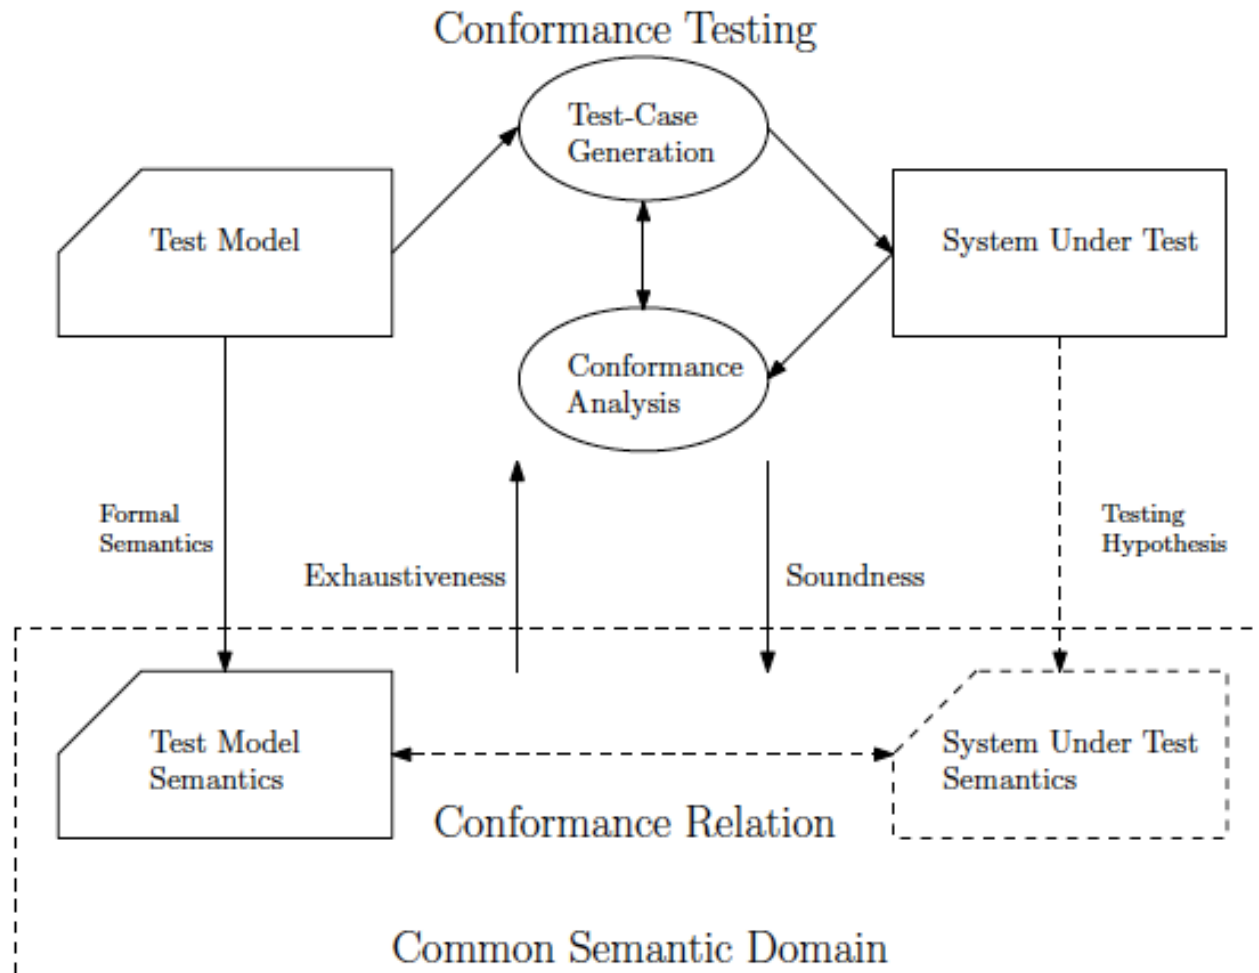 Conformance Testing
Test-Case
Generation
Test Model
System Under Test
Conformance
Analysis
Formal
Semantics
Testing
Hypothesis
Exhaustiveness
Soundness
Test Model
Semantics
System Under Test
Semantics
Conformance Relation
Common Semantic Domain